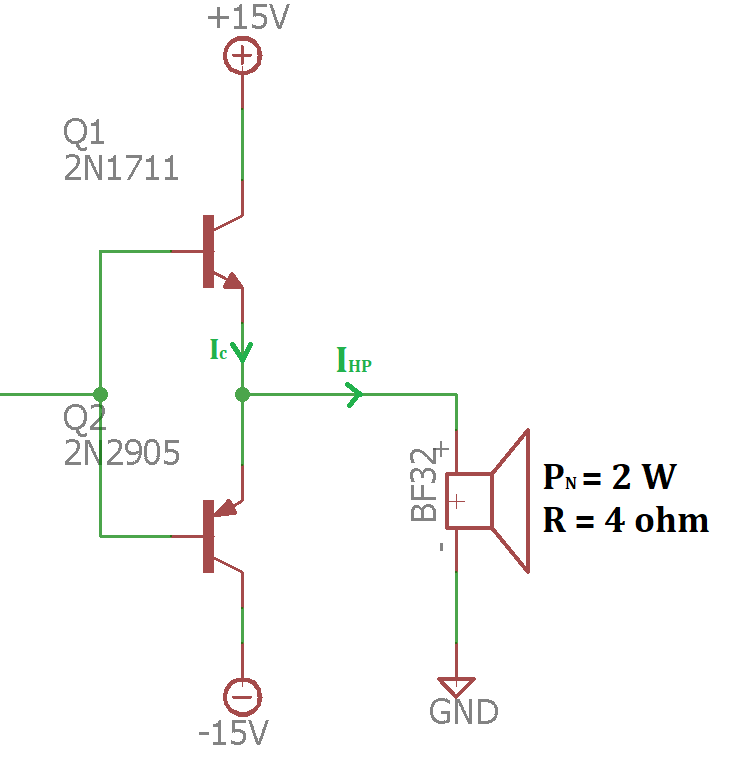 +15V
Q1
2N1711
Ic
IHP
Q2
2N2905
BF32
+
-
PN = 2 W
R = 4 ohm
-15V
GND